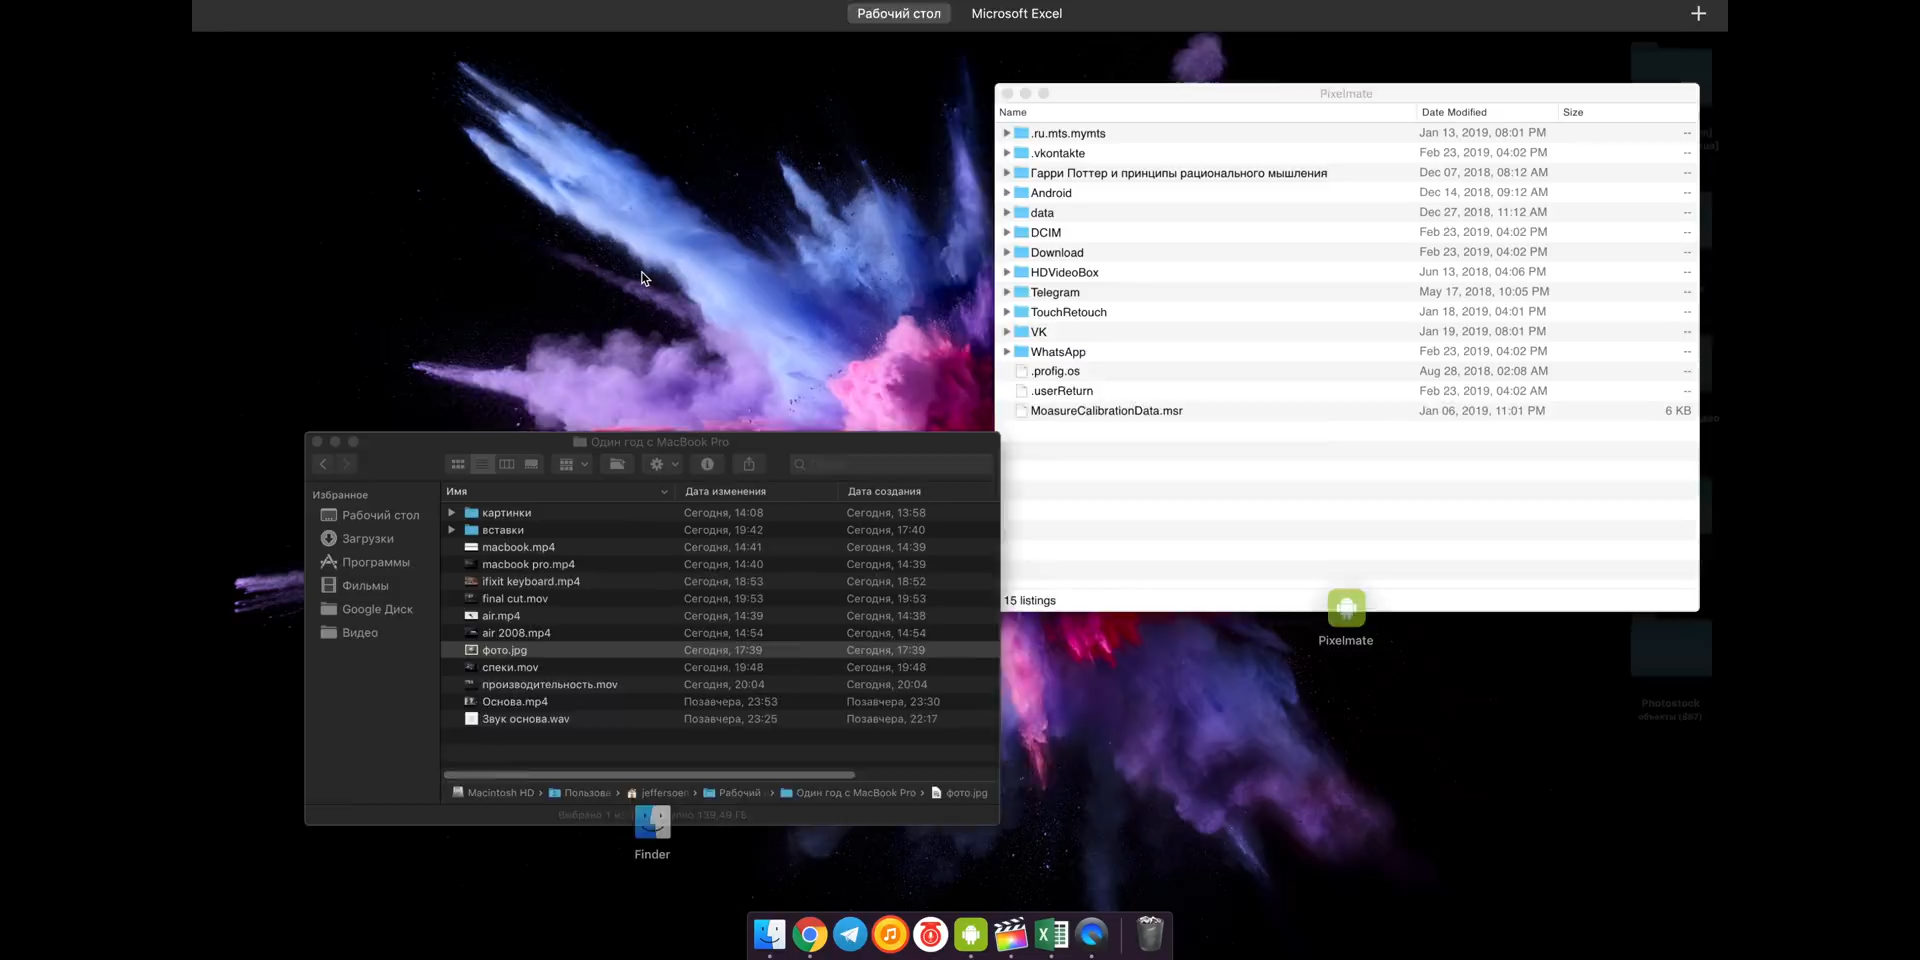 Рабочий стол
Microsoft Excel
Pixelmate
Name
Date Modified
Size
.ru.mts.mymts
Jan 13, 2019, 08:01 PM
--
.vkontakte
Feb 23, 2019, 04:02 PM
--
Гарри Поттер и принципы рационального мышления
Dec 07, 2018, 08:12 AM
--
Android
Dec 14, 2018, 09:12 AM
--
data
Dec 27, 2018, 11:12 AM
--
DCIM
Feb 23, 2019, 04:02 PM
--
Download
Feb 23, 2019, 04:02 PM
--
HDVideoBox
Jun 13, 2018, 04:06 PM
--
Telegram
May 17, 2018, 10:05 PM
--
TouchRetouch
Jan 18, 2019, 04:01 PM
--
VK
Jan 19, 2019, 08:01 PM
--
WhatsApp
Feb 23, 2019, 04:02 PM
--
.profig.os
Aug 28, 2018, 02:08 AM
--
.userReturn
Feb 23, 2019, 04:02 AM
--
MoasureCalibrationData.msr
Jan 06, 2019, 11:01 PM
6 KB
15 listings
Pixelmate
Один год с MacBook Pro
Избранное
Рабочий стол
Загрузки
Программы
Фильмы
Google Диск
Видео
Имя
Дата изменения
Дата создания
картинки
Сегодня, 14:08
Сегодня, 13:58
вставки
Сегодня, 19:42
Сегодня, 17:40
macbook.mp4
Сегодня, 14:41
Сегодня, 14:39
macbook pro.mp4
Сегодня, 14:40
Сегодня, 14:39
ifixit keyboard.mp4
Сегодня, 18:53
Сегодня, 18:52
final cut.mov
Сегодня, 19:53
Сегодня, 19:53
air.mp4
Сегодня, 14:39
Сегодня, 14:38
air 2008.mp4
Сегодня, 14:54
Сегодня, 14:54
фото.jpg
Сегодня, 17:39
Сегодня, 17:39
спеки.mov
Сегодня, 19:48
Сегодня, 19:48
производительность.mov
Сегодня, 20:04
Сегодня, 20:04
Основа.mp4
Позавчера, 23:53
Позавчера, 23:30
Звук основа.wav
Позавчера, 23:25
Позавчера, 22:17
Macintosh HD › Пользова › jeffersoen › Рабочий › Один год с MacBook Pro › фото.jpg
Выбрано 1 из 139,49 ГБ
Finder
Photostock